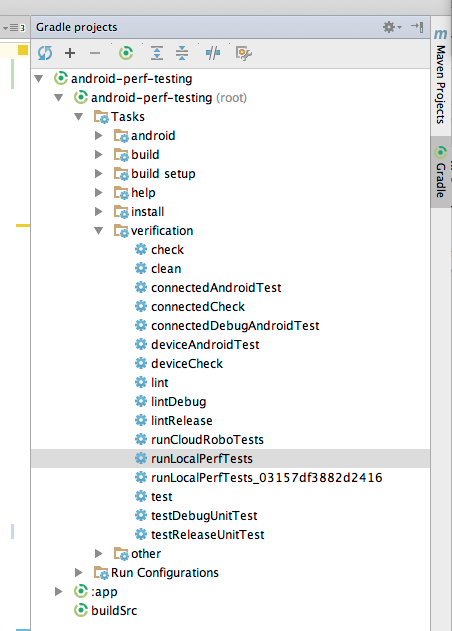 Gradle projects
android-perf-testing
android-perf-testing (root)
Tasks
android
build
build setup
help
install
verification
check
clean
connectedAndroidTest
connectedCheck
connectedDebugAndroidTest
deviceAndroidTest
deviceCheck
lint
lintDebug
lintRelease
runCloudRoboTests
runLocalPerfTests
runLocalPerfTests_03157df3882d2416
test
testDebugUnitTest
testReleaseUnitTest
other
Run Configurations
:app
buildSrc
3
m Maven Projects
Gradle